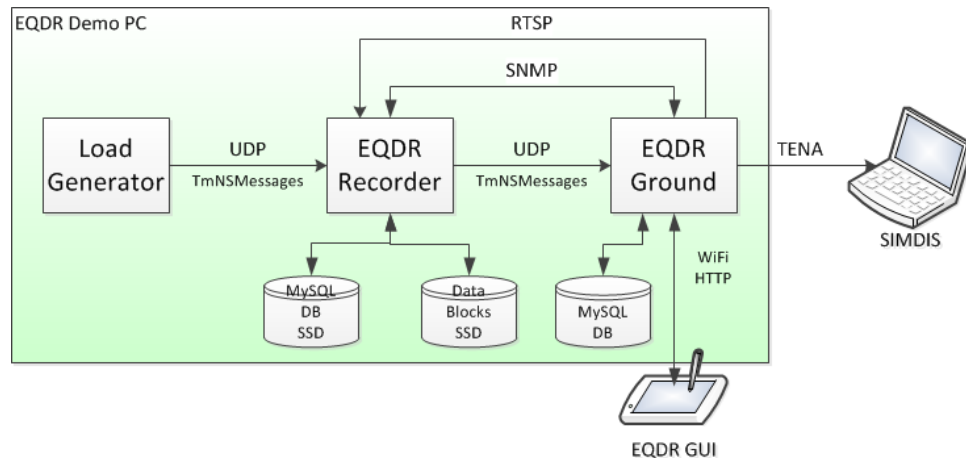 EQDR Demo PC
RTSP
SNMP
Load
Generator
UDP
TmNSMessages
EQDR
Recorder
UDP
TmNSMessages
EQDR
Ground
TENA
SIMDIS
MySQL
DB
SSD
Data
Blocks
SSD
MySQL
DB
WiFi
HTTP
EQDR GUI